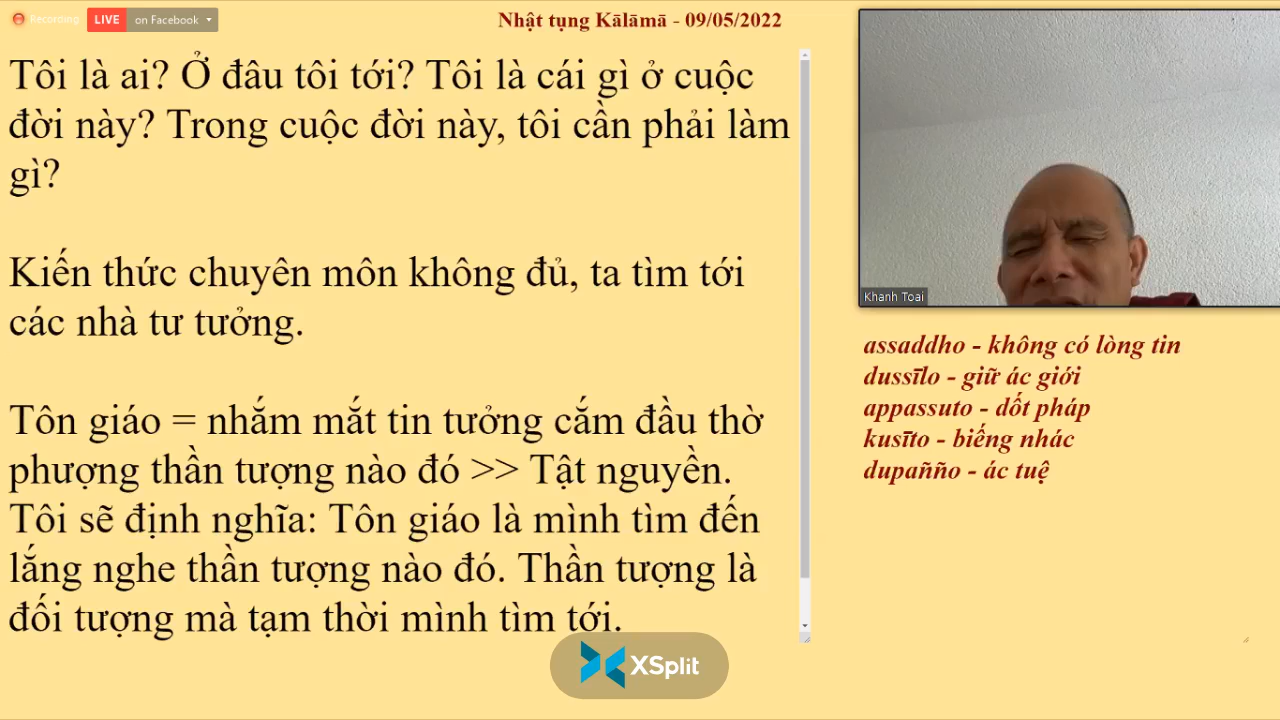 Recording
LIVE on Facebook
Nhật tụng Kālāmā - 09/05/2022
Tôi là ai? Ở đâu tôi tới? Tôi là cái gì ở cuộc
đời này? Trong cuộc đời này, tôi cần phải làm
gì?
Kiến thức chuyên môn không đủ, ta tìm tới
các nhà tư tưởng.
Tôn giáo = nhắm mắt tin tưởng cắm đầu thờ
phượng thần tượng nào đó >> Tật nguyền.
Tôi sẽ định nghĩa: Tôn giáo là mình tìm đến
lắng nghe thần tượng nào đó. Thần tượng là
đối tượng mà tạm thời mình tìm tới.
Khanh Toai
assaddho - không có lòng tin
dussīlo - giữ ác giới
appassuto - dốt pháp
kusīto - biếng nhác
dupañño - ác tuệ
XSplit